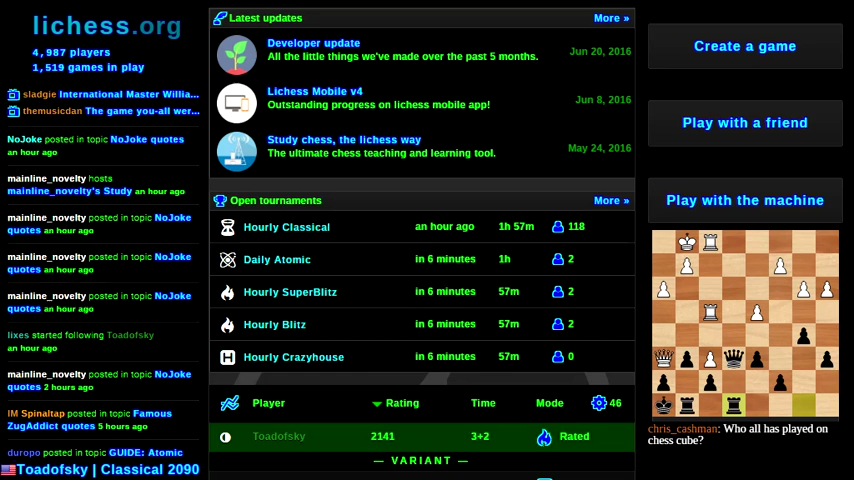 lichess.org
4,987 players
1,519 games in play
sladgie International Master Willia...
themusicdan The game you-all wer...
NoJoke posted in topic NoJoke quotes
an hour ago
mainline_novelty hosts
mainline_novelty's Study an hour ago
mainline_novelty posted in topic NoJoke
quotes an hour ago
mainline_novelty posted in topic NoJoke
quotes an hour ago
mainline_novelty posted in topic NoJoke
quotes an hour ago
lixes started following Toadofsky
an hour ago
mainline_novelty posted in topic NoJoke
quotes 2 hours ago
IM Spinaltap posted in topic Famous
ZugAddict quotes 5 hours ago
duropo posted in topic GUIDE: Atomic
Toadofsky | Classical 2090
Latest updates More »
Developer update
All the little things we've made over the past 5 months. Jun 20, 2016
Lichess Mobile v4
Outstanding progress on lichess mobile app! Jun 8, 2016
Study chess, the lichess way
The ultimate chess teaching and learning tool. May 24, 2016
Open tournaments More »
Hourly Classical an hour ago 1h 57m 118
Daily Atomic in 6 minutes 1h 2
Hourly SuperBlitz in 6 minutes 57m 2
Hourly Blitz in 6 minutes 57m 2
H Hourly Crazyhouse in 6 minutes 57m 0
Player Rating Time Mode 46
Toadofsky 2141 3+2 Rated
— VARIANT —
Create a game
Play with a friend
Play with the machine
chris_cashman: Who all has played on
chess cube?